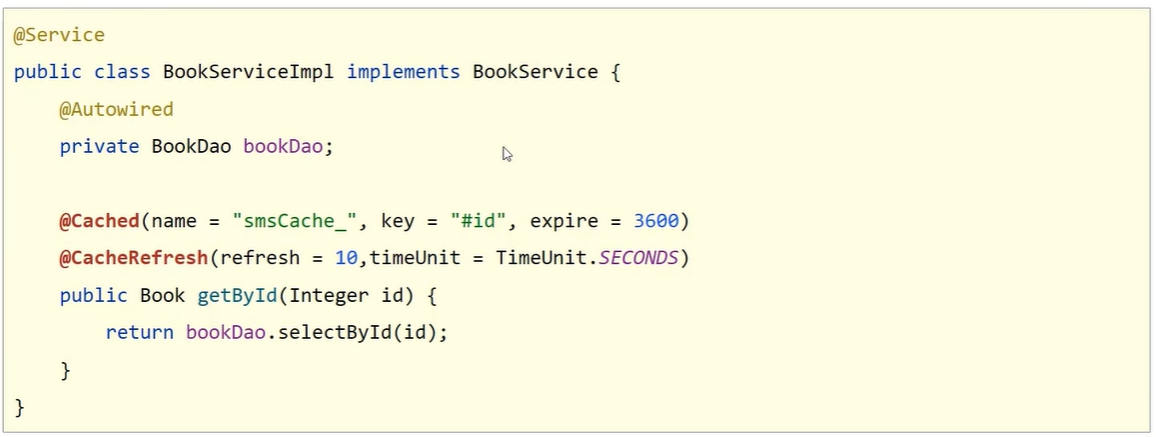 @Service
public class BookServiceImpl implements BookService {
    @Autowired
    private BookDao bookDao;

    @Cached(name = "smsCache_", key = "#id", expire = 3600)
    @CacheRefresh(refresh = 10,timeUnit = TimeUnit.SECONDS)
    public Book getById(Integer id) {
        return bookDao.selectById(id);
    }
}